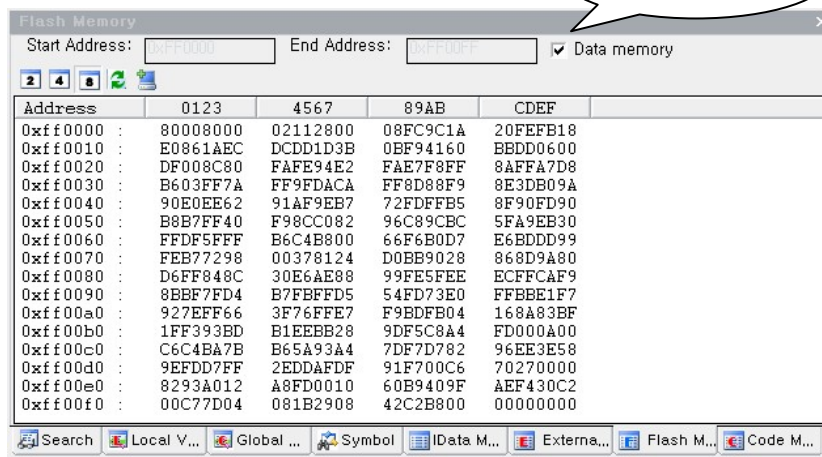 Flash Memory
Start Address: 0xFF0000 End Address: 0xFF00FF Data memory
2 4 8
Address 0123 4567 89AB CDEF
0xff0000 : 80008000 02112800 08FC9C1A 20FEFB18
0xff0010 : E0861AEC DCDD1D3B 0BF94160 BBDD0600
0xff0020 : DF008C80 FAFE94E2 FAE7F8FF 8AFFA7D8
0xff0030 : B603FF7A FF9FDACA FF8D88F9 8E3DB09A
0xff0040 : 90E0EE62 91AF9EB7 72FDFFB5 8F90FD90
0xff0050 : B8B7FF40 F98CC082 96C89CBC 5FA9EB30
0xff0060 : FFDF5FFF B6C4B800 66F6B0D7 E6BDDD99
0xff0070 : FEB77298 00378124 D0BB9028 868D9A80
0xff0080 : D6FF848C 30E6AE88 99FE5FEE ECFFCAF9
0xff0090 : 8BBF7FD4 B7FBFFD5 54FD73E0 FFBBE1F7
0xff00a0 : 927EFF66 3F76FFE7 F9BDFB04 168A83BF
0xff00b0 : 1FF393BD B1EEBB28 9DF5C8A4 FD000A00
0xff00c0 : C6C4BA7B B65A93A4 7DF7D782 96EE3E58
0xff00d0 : 9EFDD7FF 2EDDAFDF 91F700C6 70270000
0xff00e0 : 8293A012 A8FD0010 60B9409F AEF430C2
0xff00f0 : 00C77D04 081B2908 42C2B800 00000000
Search Local V... Global ... Symbol IData M... Externa... Flash M... Code M...